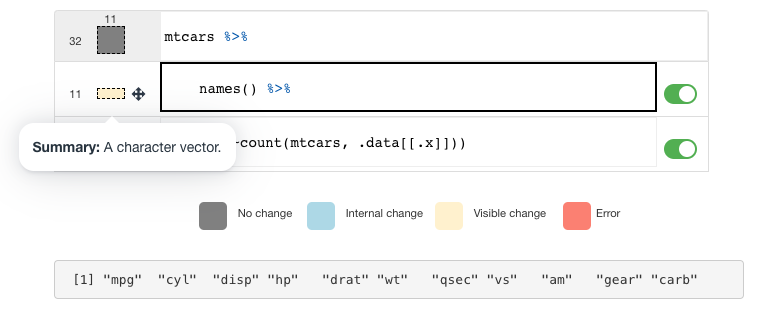 11
32 mtcars %>%
11 names() %>%
Summary: A character vector.
count(mtcars, .data[[.x]]))
No change Internal change Visible change Error
[1] "mpg" "cyl" "disp" "hp" "drat" "wt" "qsec" "vs" "am" "gear" "carb"